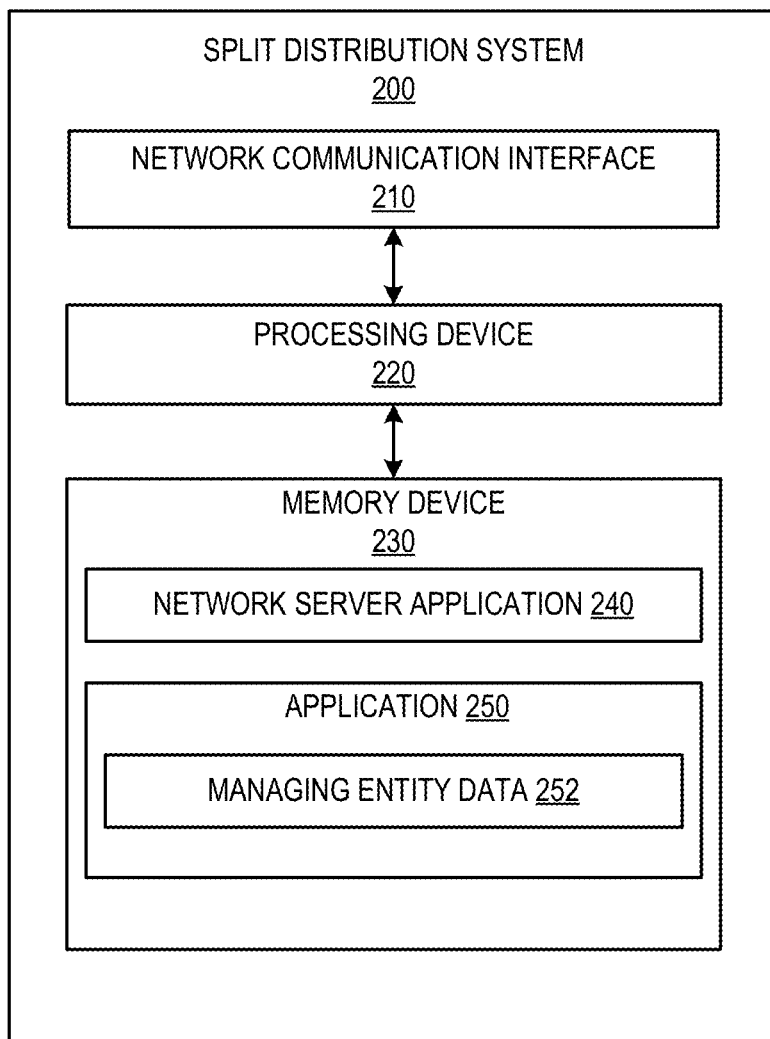 SPLIT DISTRIBUTION SYSTEM
200
NETWORK COMMUNICATION INTERFACE
210
PROCESSING DEVICE
220
MEMORY DEVICE
230
NETWORK SERVER APPLICATION 240
APPLICATION 250
MANAGING ENTITY DATA 252